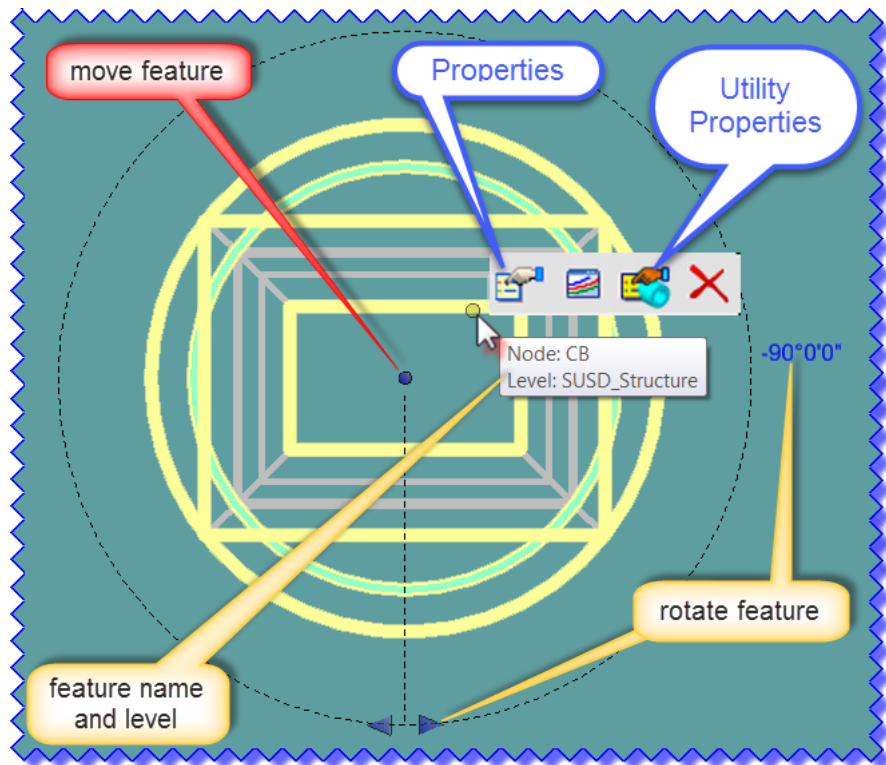 move feature
Properties
Utility
Properties
Node: CB
Level: SUSD_Structure
-90°0'0"
rotate feature
feature name
and level